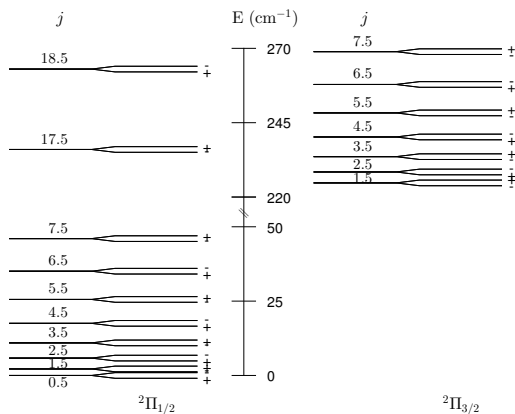 j E (cm⁻¹) j
18.5 - +
17.5 + -
7.5 + -
6.5 - +
5.5 + -
4.5 - +
3.5 + -
2.5 - +
1.5 + -
0.5 - +
²Π₁/₂
270
245
220
50
25
0
7.5 + -
6.5 - +
5.5 + -
4.5 - +
3.5 + -
2.5 - +
1.5 + -
²Π₃/₂